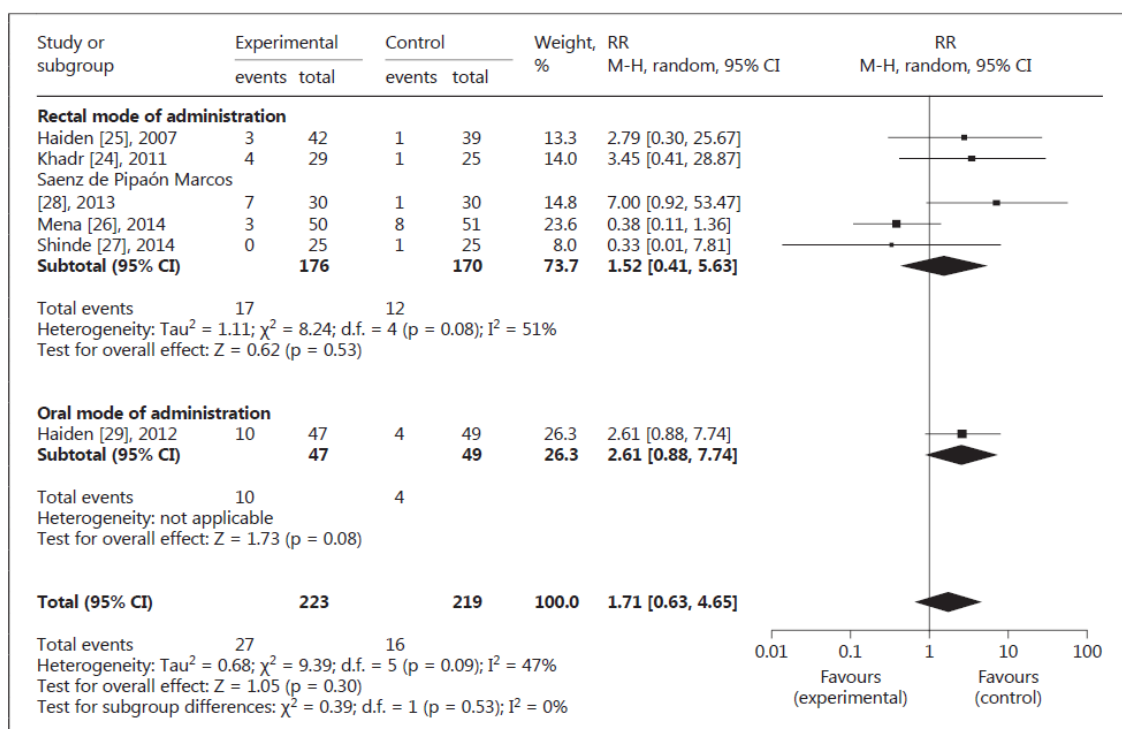 Study or subgroup Experimental Control Weight, % RR M-H, random, 95% CI RR M-H, random, 95% CI
events total events total
Rectal mode of administration
Haiden [25], 2007 3 42 1 39 13.3 2.79 [0.30, 25.67]
Khadr [24], 2011 4 29 1 25 14.0 3.45 [0.41, 28.87]
Saenz de Pipaón Marcos
[28], 2013 7 30 1 30 14.8 7.00 [0.92, 53.47]
Mena [26], 2014 3 50 8 51 23.6 0.38 [0.11, 1.36]
Shinde [27], 2014 0 25 1 25 8.0 0.33 [0.01, 7.81]
Subtotal (95% CI) 176 170 73.7 1.52 [0.41, 5.63]
Total events 17 12
Heterogeneity: Tau² = 1.11; χ² = 8.24; d.f. = 4 (p = 0.08); I² = 51%
Test for overall effect: Z = 0.62 (p = 0.53)
Oral mode of administration
Haiden [29], 2012 10 47 4 49 26.3 2.61 [0.88, 7.74]
Subtotal (95% CI) 47 49 26.3 2.61 [0.88, 7.74]
Total events 10 4
Heterogeneity: not applicable
Test for overall effect: Z = 1.73 (p = 0.08)
Total (95% CI) 223 219 100.0 1.71 [0.63, 4.65]
Total events 27 16
Heterogeneity: Tau² = 0.68; χ² = 9.39; d.f. = 5 (p = 0.09); I² = 47%
Test for overall effect: Z = 1.05 (p = 0.30)
Test for subgroup differences: χ² = 0.39; d.f. = 1 (p = 0.53); I² = 0%
0.01 0.1 1 10 100
Favours (experimental) Favours (control)